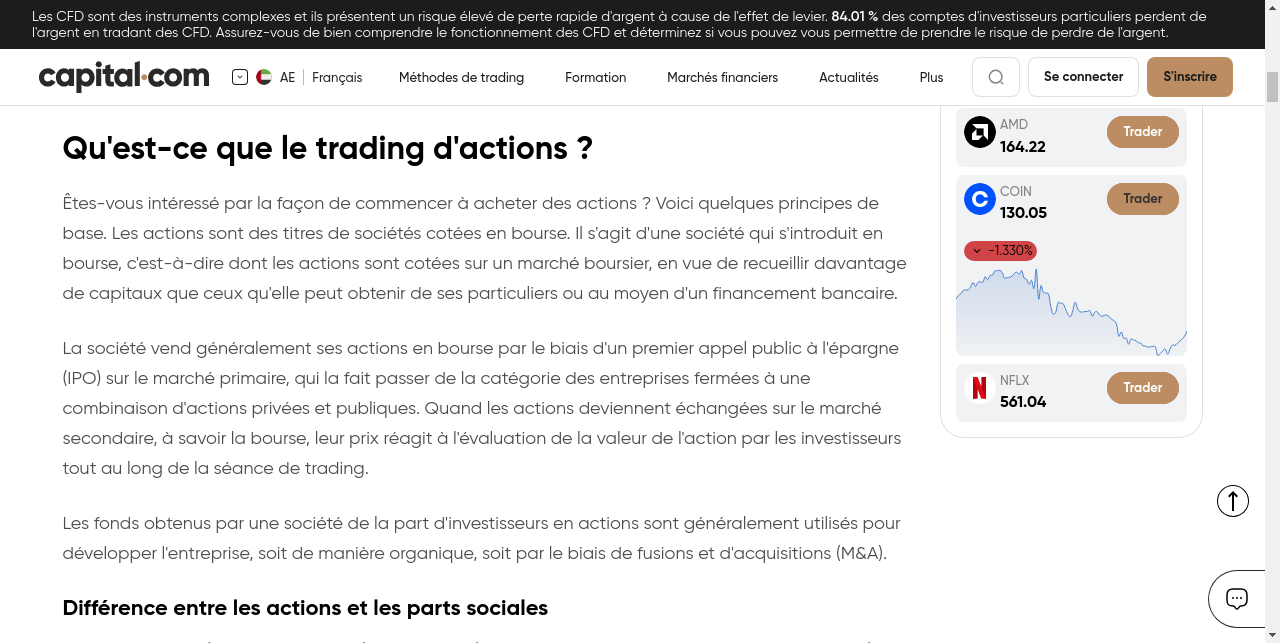 Les CFD sont des instruments complexes et ils présentent un risque élevé de perte rapide d'argent à cause de l'effet de levier. 84.01 % des comptes d'investisseurs particuliers perdent de
l'argent en tradant des CFD. Assurez-vous de bien comprendre le fonctionnement des CFD et déterminez si vous pouvez vous permettre de prendre le risque de perdre de l'argent.
capital.com
AE
Français
Méthodes de trading
Formation
Marchés financiers
Actualités
Plus
Se connecter
S'inscrire
Qu'est-ce que le trading d'actions ?
Êtes-vous intéressé par la façon de commencer à acheter des actions ? Voici quelques principes de
base. Les actions sont des titres de sociétés cotées en bourse. Il s'agit d'une société qui s'introduit en
bourse, c'est-à-dire dont les actions sont cotées sur un marché boursier, en vue de recueillir davantage
de capitaux que ceux qu'elle peut obtenir de ses particuliers ou au moyen d'un financement bancaire.
La société vend généralement ses actions en bourse par le biais d'un premier appel public à l'épargne
(IPO) sur le marché primaire, qui la fait passer de la catégorie des entreprises fermées à une
combinaison d'actions privées et publiques. Quand les actions deviennent échangées sur le marché
secondaire, à savoir la bourse, leur prix réagit à l'évaluation de la valeur de l'action par les investisseurs
tout au long de la séance de trading.
Les fonds obtenus par une société de la part d'investisseurs en actions sont généralement utilisés pour
développer l'entreprise, soit de manière organique, soit par le biais de fusions et d'acquisitions (M&A).
Différence entre les actions et les parts sociales
AMD
164.22
Trader
COIN
130.05
Trader
-1.330%
NFLX
561.04
Trader